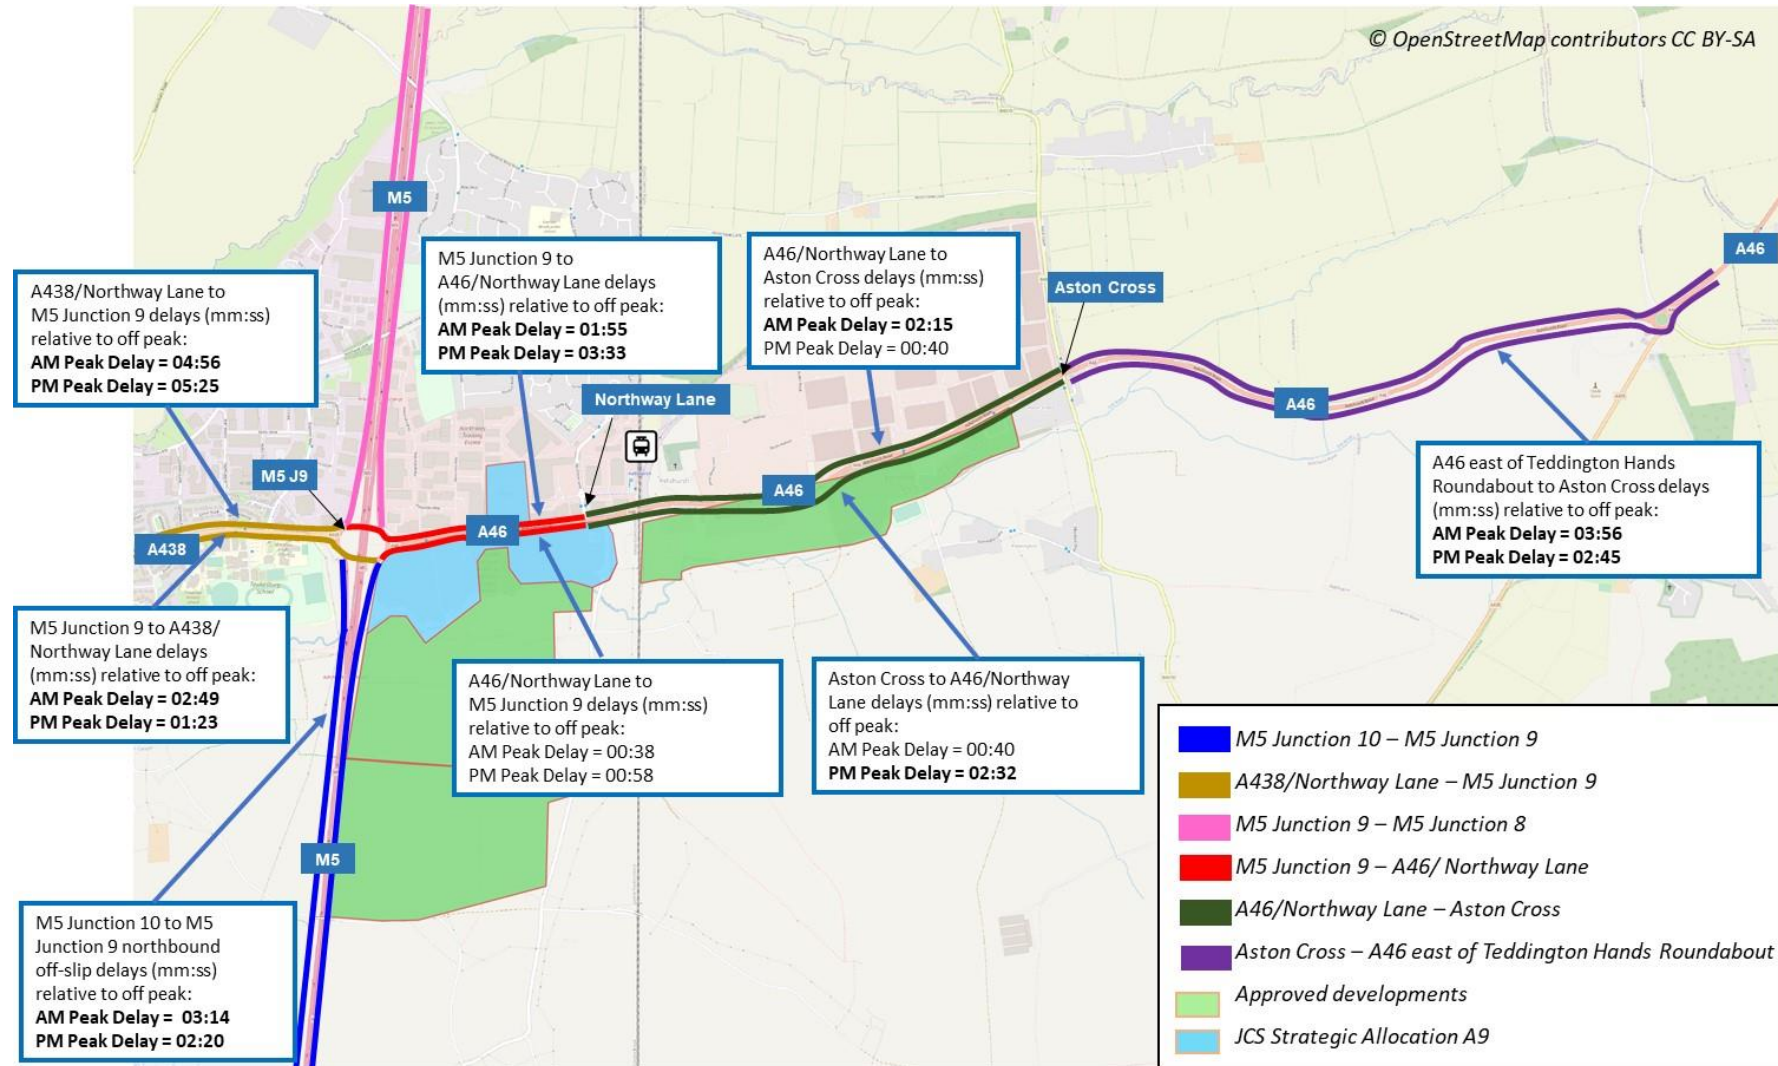 © OpenStreetMap contributors CC BY-SA
M5
A46
M5 Junction 9 to
A46/Northway Lane delays
(mm:ss) relative to off peak:
AM Peak Delay = 01:55
PM Peak Delay = 03:33
A46/Northway Lane to
Aston Cross delays (mm:ss)
relative to off peak:
AM Peak Delay = 02:15
PM Peak Delay = 00:40
A438/Northway Lane to
M5 Junction 9 delays (mm:ss)
relative to off peak:
AM Peak Delay = 04:56
PM Peak Delay = 05:25
Aston Cross
Northway Lane
A46
M5 J9
A46
A46
A438
A46 east of Teddington Hands
Roundabout to Aston Cross delays
(mm:ss) relative to off peak:
AM Peak Delay = 03:56
PM Peak Delay = 02:45
M5 Junction 9 to A438/
Northway Lane delays
(mm:ss) relative to off peak:
AM Peak Delay = 02:49
PM Peak Delay = 01:23
A46/Northway Lane to
M5 Junction 9 delays (mm:ss)
relative to off peak:
AM Peak Delay = 00:38
PM Peak Delay = 00:58
Aston Cross to A46/Northway
Lane delays (mm:ss) relative to
off peak:
AM Peak Delay = 00:40
PM Peak Delay = 02:32
M5
M5 Junction 10 to M5
Junction 9 northbound
off-slip delays (mm:ss)
relative to off peak:
AM Peak Delay = 03:14
PM Peak Delay = 02:20
M5 Junction 10 – M5 Junction 9
A438/Northway Lane – M5 Junction 9
M5 Junction 9 – M5 Junction 8
M5 Junction 9 – A46/ Northway Lane
A46/Northway Lane – Aston Cross
Aston Cross – A46 east of Teddington Hands Roundabout
Approved developments
JCS Strategic Allocation A9